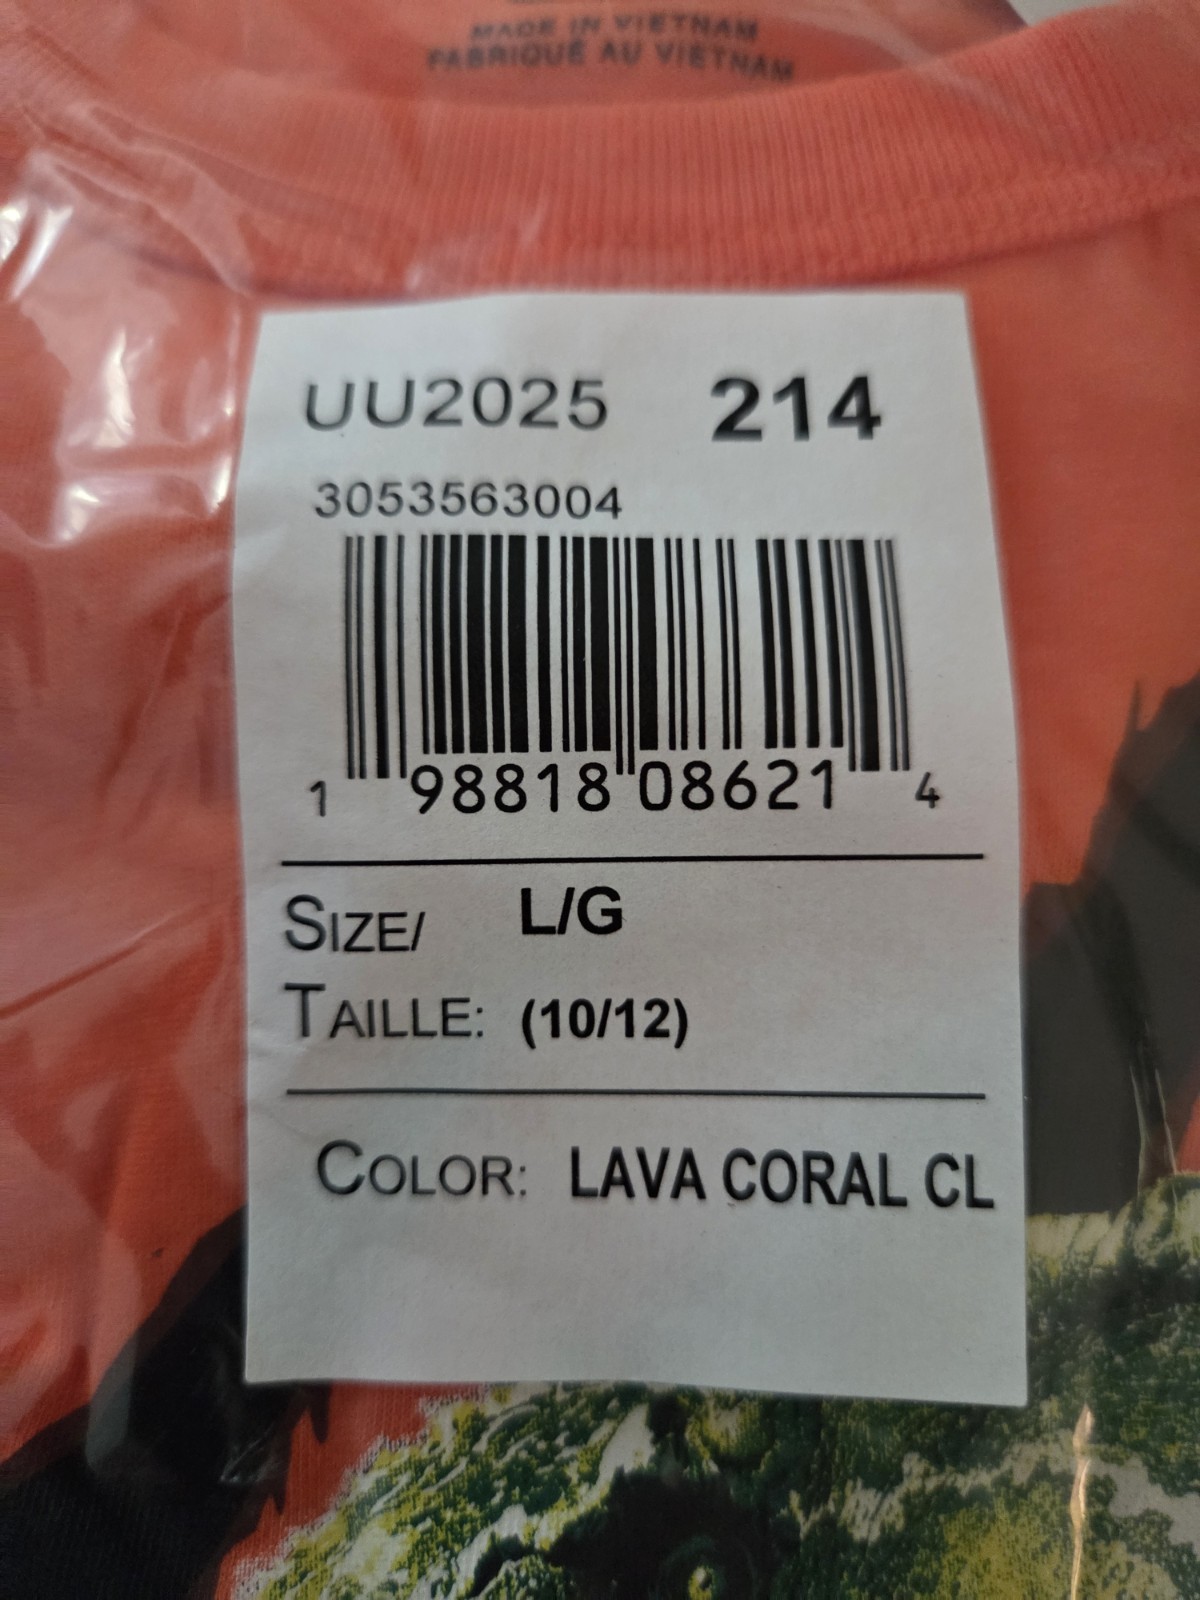 MADE IN VIETNAM
FABRIQUÉ AU VIETNAM
UU2025 214
3053563004
1 98818 08621 4
SIZE/ L/G
TAILLE: (10/12)
COLOR: LAVA CORAL CL